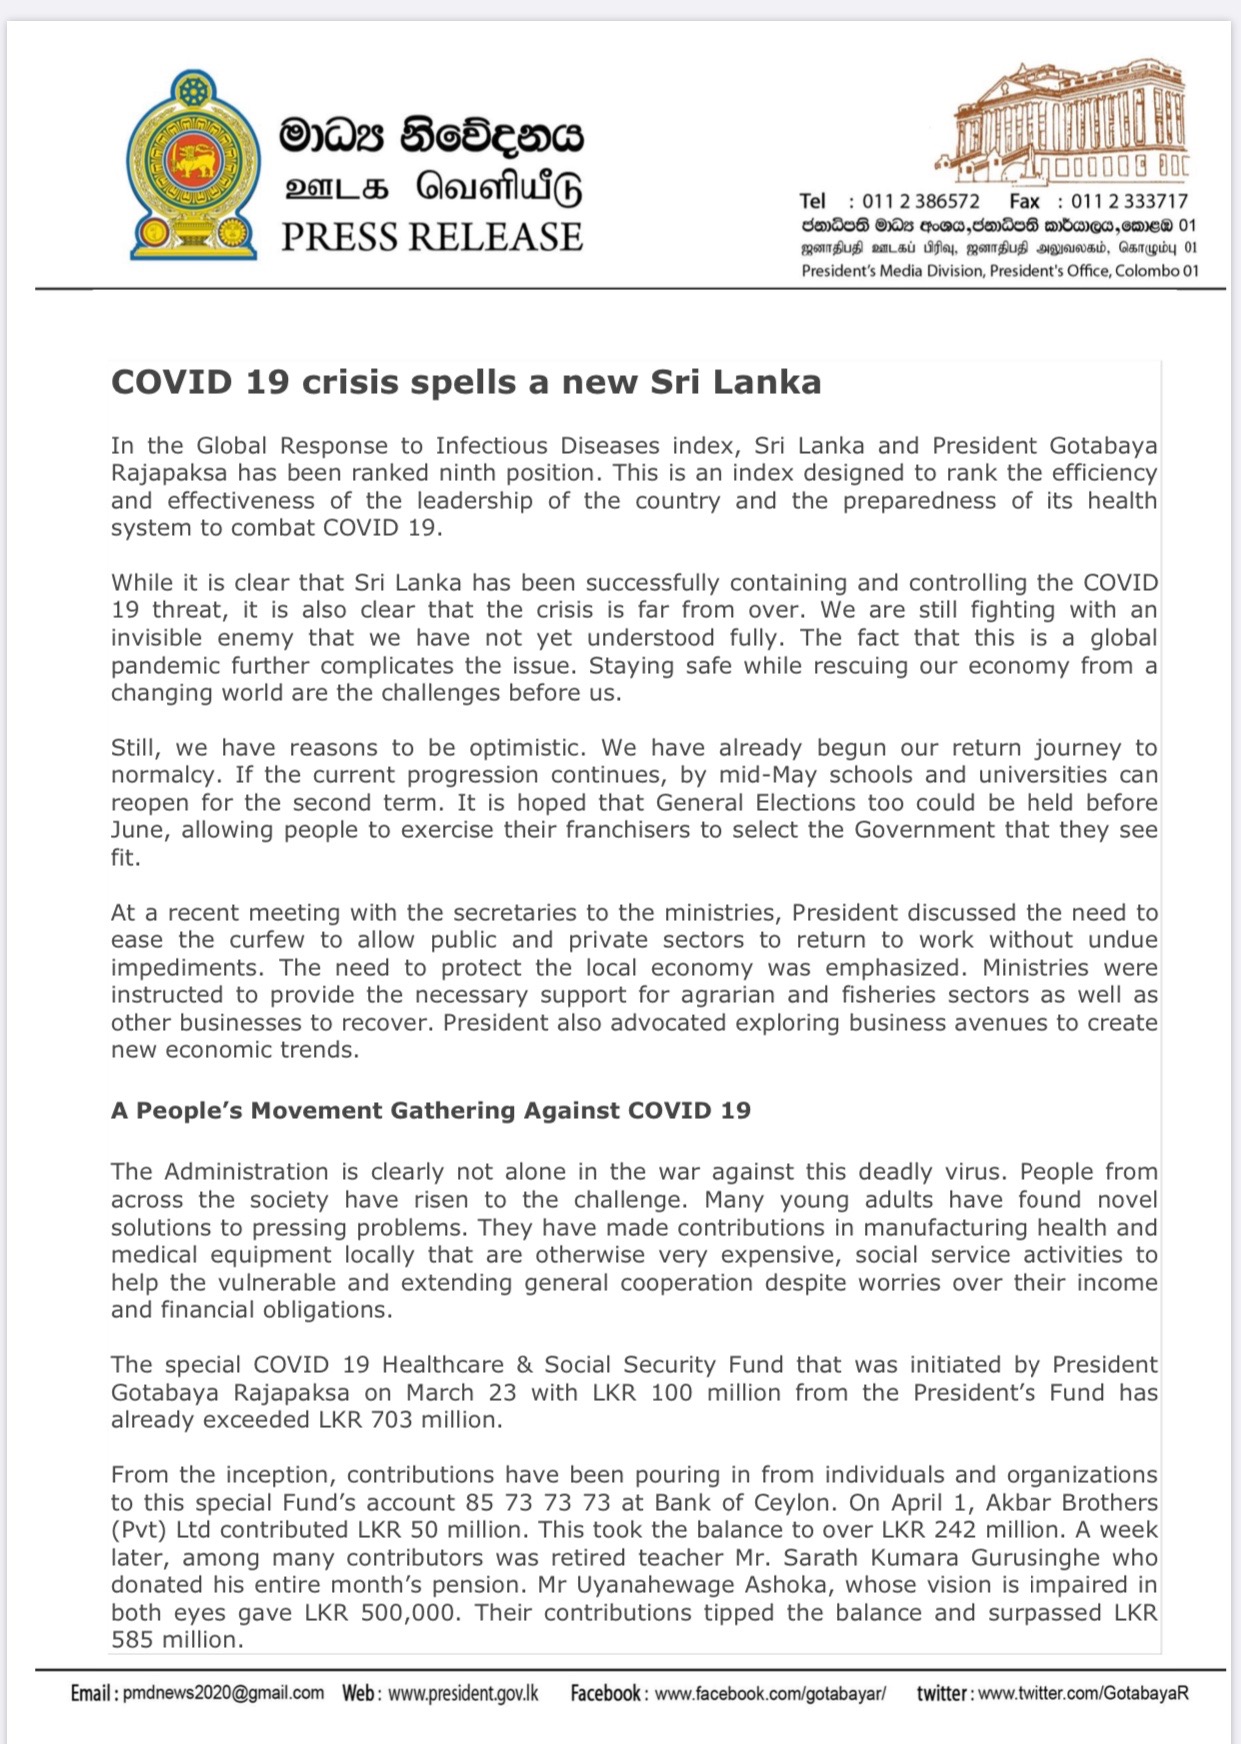 මාධ්‍ය නිවේදනය
ஊடக வெளியீடு
PRESS RELEASE
Tel : 011 2 386572 Fax : 011 2 333717
ජනාධිපති මාධ්‍ය අංශය,ජනාධිපති කාර්යාලය,කොළඹ 01
ஜனாதிபதி ஊடகப் பிரிவு, ஜனாதிபதி அலுவலகம், கொழும்பு 01
President's Media Division, President's Office, Colombo 01
COVID 19 crisis spells a new Sri Lanka
In the Global Response to Infectious Diseases index, Sri Lanka and President Gotabaya
Rajapaksa has been ranked ninth position. This is an index designed to rank the efficiency
and effectiveness of the leadership of the country and the preparedness of its health
system to combat COVID 19.
While it is clear that Sri Lanka has been successfully containing and controlling the COVID
19 threat, it is also clear that the crisis is far from over. We are still fighting with an
invisible enemy that we have not yet understood fully. The fact that this is a global
pandemic further complicates the issue. Staying safe while rescuing our economy from a
changing world are the challenges before us.
Still, we have reasons to be optimistic. We have already begun our return journey to
normalcy. If the current progression continues, by mid-May schools and universities can
reopen for the second term. It is hoped that General Elections too could be held before
June, allowing people to exercise their franchisers to select the Government that they see
fit.
At a recent meeting with the secretaries to the ministries, President discussed the need to
ease the curfew to allow public and private sectors to return to work without undue
impediments. The need to protect the local economy was emphasized. Ministries were
instructed to provide the necessary support for agrarian and fisheries sectors as well as
other businesses to recover. President also advocated exploring business avenues to create
new economic trends.
A People’s Movement Gathering Against COVID 19
The Administration is clearly not alone in the war against this deadly virus. People from
across the society have risen to the challenge. Many young adults have found novel
solutions to pressing problems. They have made contributions in manufacturing health and
medical equipment locally that are otherwise very expensive, social service activities to
help the vulnerable and extending general cooperation despite worries over their income
and financial obligations.
The special COVID 19 Healthcare & Social Security Fund that was initiated by President
Gotabaya Rajapaksa on March 23 with LKR 100 million from the President’s Fund has
already exceeded LKR 703 million.
From the inception, contributions have been pouring in from individuals and organizations
to this special Fund’s account 85 73 73 73 at Bank of Ceylon. On April 1, Akbar Brothers
(Pvt) Ltd contributed LKR 50 million. This took the balance to over LKR 242 million. A week
later, among many contributors was retired teacher Mr. Sarath Kumara Gurusinghe who
donated his entire month’s pension. Mr Uyanahewage Ashoka, whose vision is impaired in
both eyes gave LKR 500,000. Their contributions tipped the balance and surpassed LKR
585 million.
Email : pmdnews2020@gmail.com Web : www.president.gov.lk Facebook : www.facebook.com/gotabayar/ twitter : www.twitter.com/GotabayaR